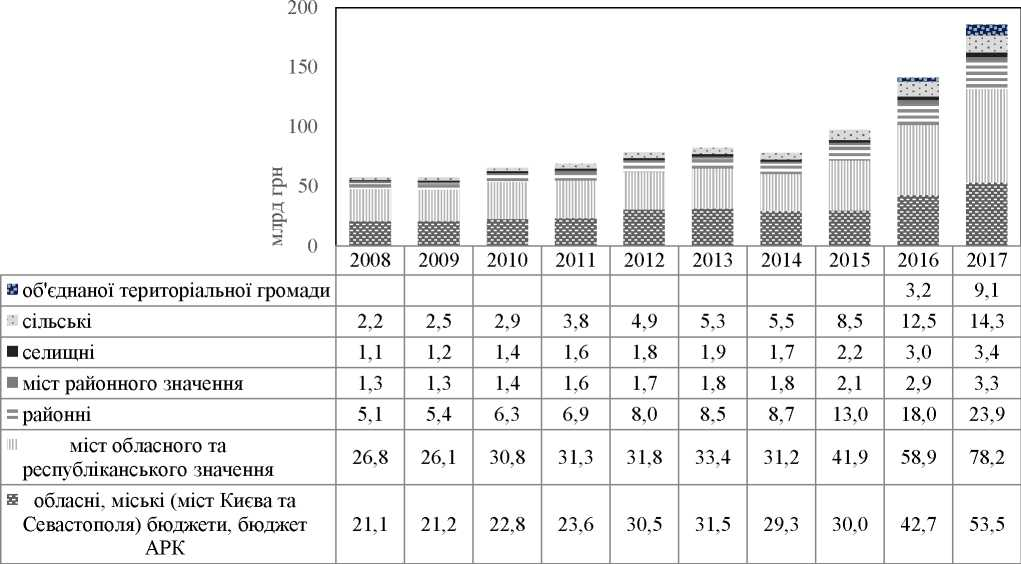 200
150
100
50
0
млрд грн
2008 2009 2010 2011 2012 2013 2014 2015 2016 2017
об'єднаної територіальної громади 3,2 9,1
сільські 2,2 2,5 2,9 3,8 4,9 5,3 5,5 8,5 12,5 14,3
селищні 1,1 1,2 1,4 1,6 1,8 1,9 1,7 2,2 3,0 3,4
міст районного значення 1,3 1,3 1,4 1,6 1,7 1,8 1,8 2,1 2,9 3,3
районні 5,1 5,4 6,3 6,9 8,0 8,5 8,7 13,0 18,0 23,9
міст обласного та
республіканського значення 26,8 26,1 30,8 31,3 31,8 33,4 31,2 41,9 58,9 78,2
обласні, міські (міст Києва та
Севастополя) бюджети, бюджет 21,1 21,2 22,8 23,6 30,5 31,5 29,3 30,0 42,7 53,5
АРК